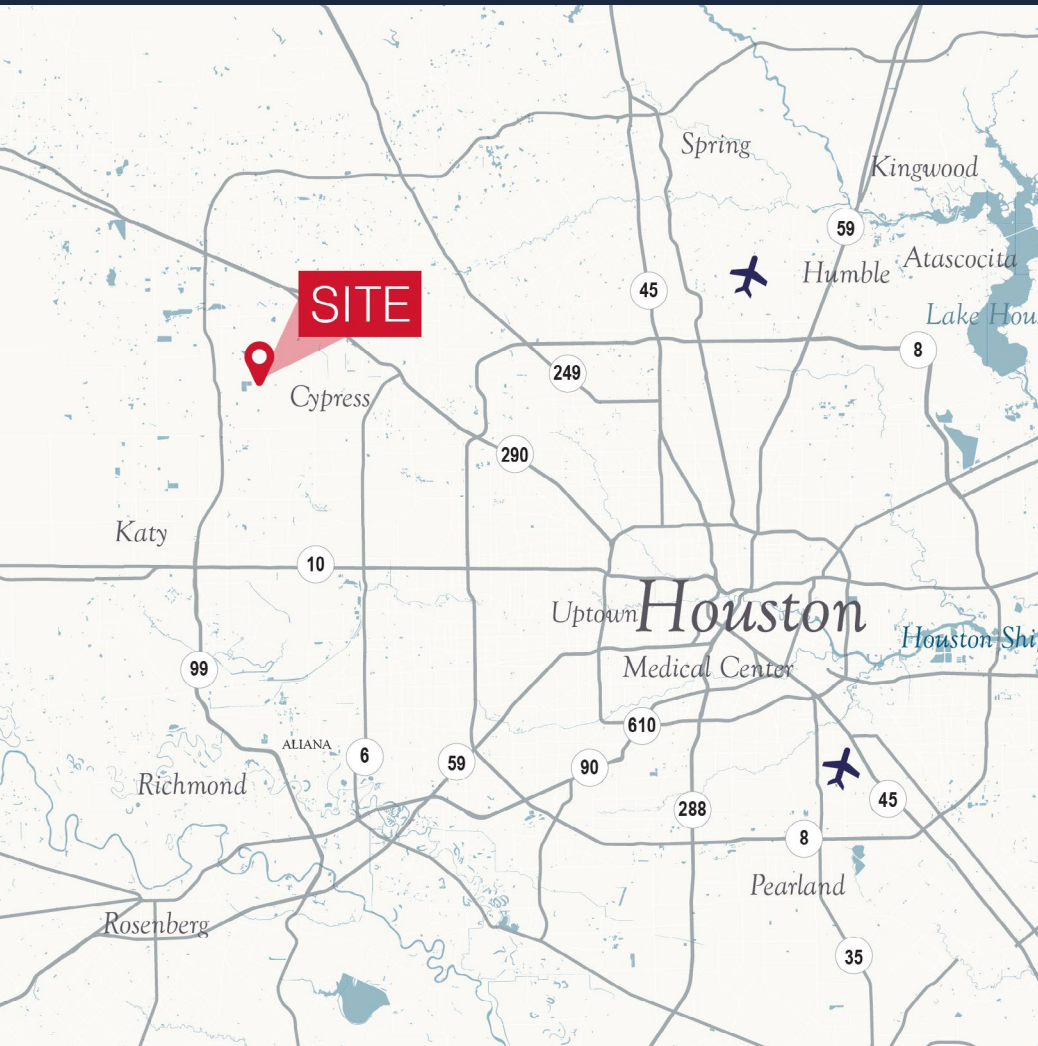 Spring
Kingwood
59
Humble
Atascocita
45
SITE
Lake Hou
8
249
Cypress
290
Katy
10
Uptown
Houston
Houston Shi
Medical Center
99
610
ALIANA
6
59
90
Richmond
288
45
8
Pearland
Rosenberg
35